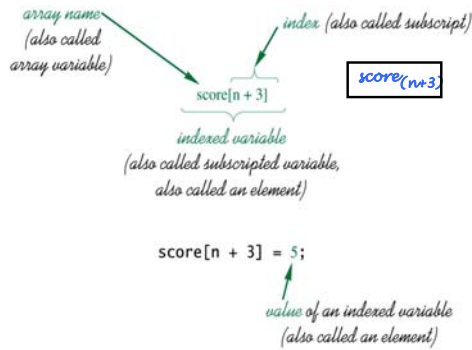 array name
(also called
array variable)
index (also called subscript)
score[n + 3]
score(n+3)
indexed variable
(also called subscripted variable,
also called an element)
score[n + 3] = 5;
value of an indexed variable
(also called an element)